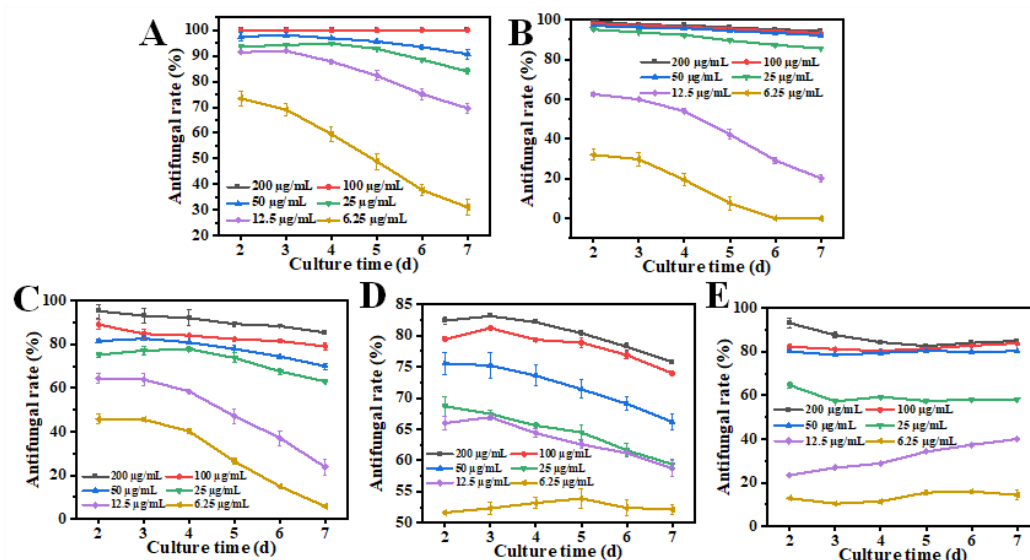 A
Antifungal rate (%)
100
90
80
70
60
50
40
30
20
200 µg/mL 100 µg/mL
50 µg/mL 25 µg/mL
12.5 µg/mL 6.25 µg/mL
2 3 4 5 6 7
Culture time (d)
B
Antifungal rate (%)
100
80
60
40
20
0
200 µg/mL 100 µg/mL
50 µg/mL 25 µg/mL
12.5 µg/mL 6.25 µg/mL
2 3 4 5 6 7
Culture time (d)
C
Antifungal rate (%)
100
80
60
40
20
0
200 µg/mL 100 µg/mL
50 µg/mL 25 µg/mL
12.5 µg/mL 6.25 µg/mL
2 3 4 5 6 7
Culture time (d)
D
Antifungal rate (%)
85
80
75
70
65
60
55
50
200 µg/mL 100 µg/mL
50 µg/mL 25 µg/mL
12.5 µg/mL 6.25 µg/mL
2 3 4 5 6 7
Culture time (d)
E
Antifungal rate (%)
100
80
60
40
20
0
200 µg/mL 100 µg/mL
50 µg/mL 25 µg/mL
12.5 µg/mL 6.25 µg/mL
2 3 4 5 6 7
Culture time (d)